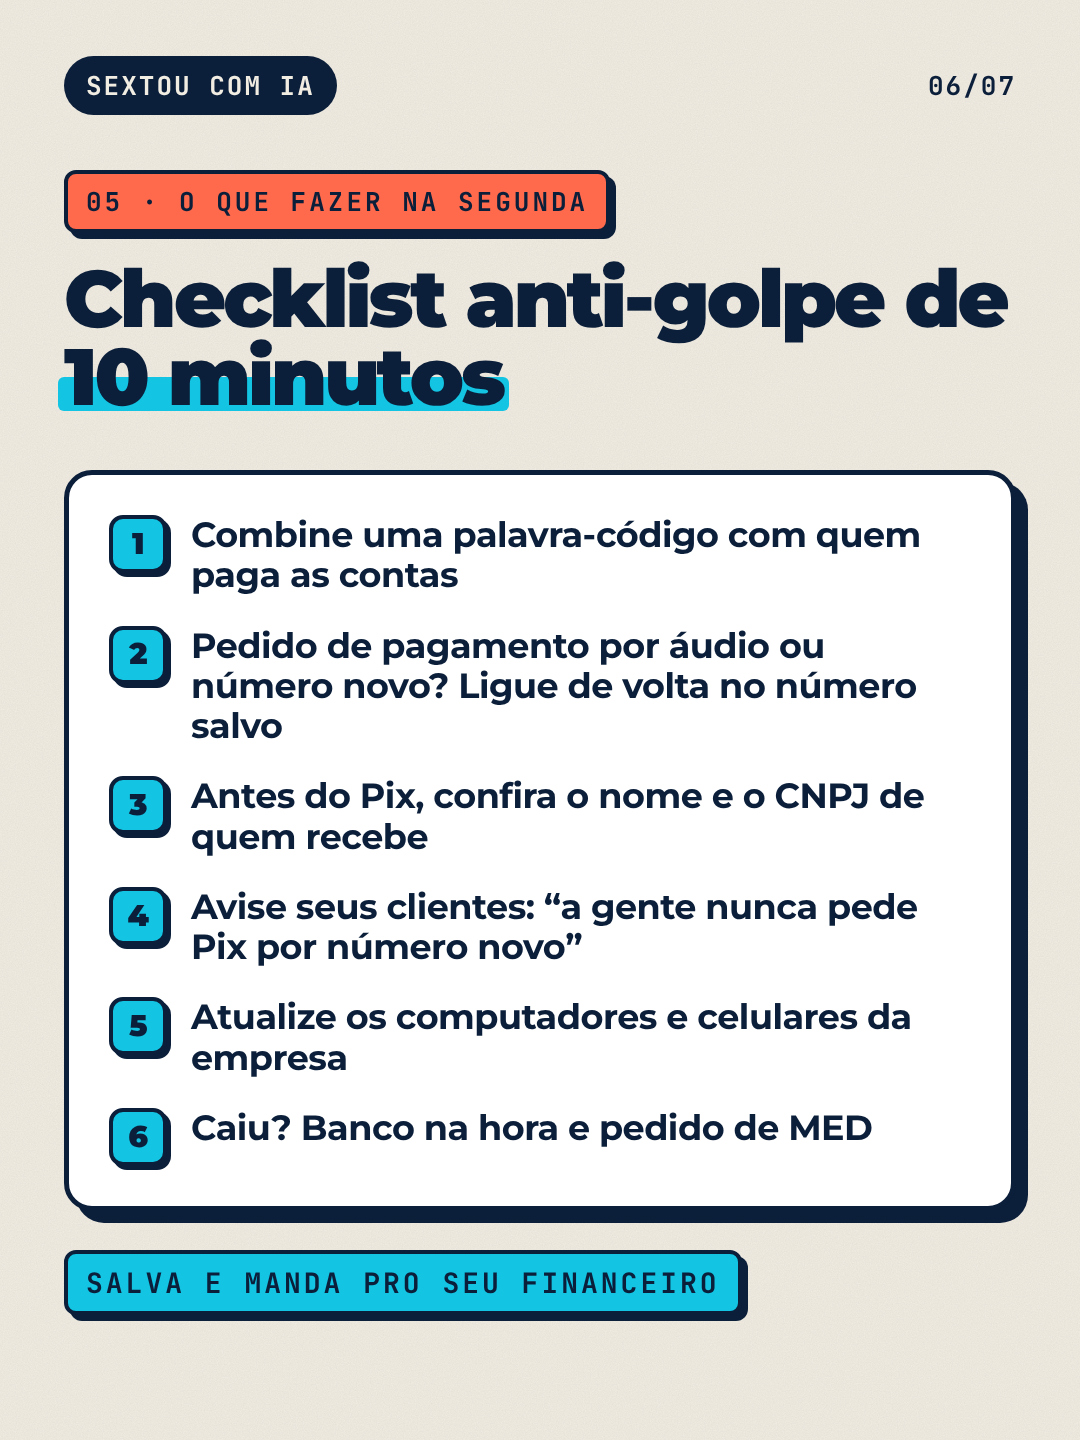 SEXTOU COM IA
06/07
05 · O QUE FAZER NA SEGUNDA
Checklist anti-golpe de
10 minutos
1 Combine uma palavra-código com quem
paga as contas
2 Pedido de pagamento por áudio ou
número novo? Ligue de volta no número
salvo
3 Antes do Pix, confira o nome e o CNPJ de
quem recebe
4 Avise seus clientes: “a gente nunca pede
Pix por número novo”
5 Atualize os computadores e celulares da
empresa
6 Caiu? Banco na hora e pedido de MED
SALVA E MANDA PRO SEU FINANCEIRO